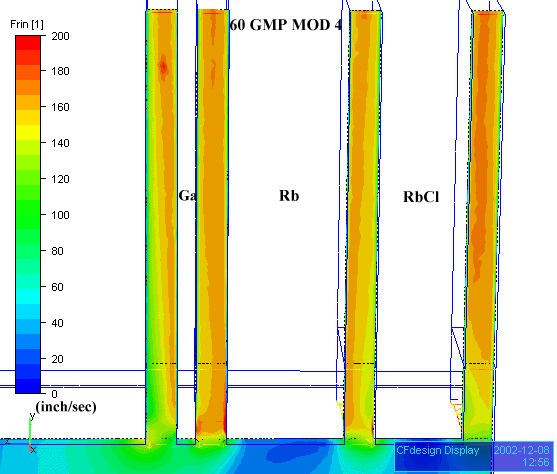 Frin [1]
60 GMP MOD 4
200
180
160
140
120
100
80
60
40
20
0
(inch/sec)
Ga
Rb
RbCl
y
z
x
CFdesign Display
2002-12-08
12:56